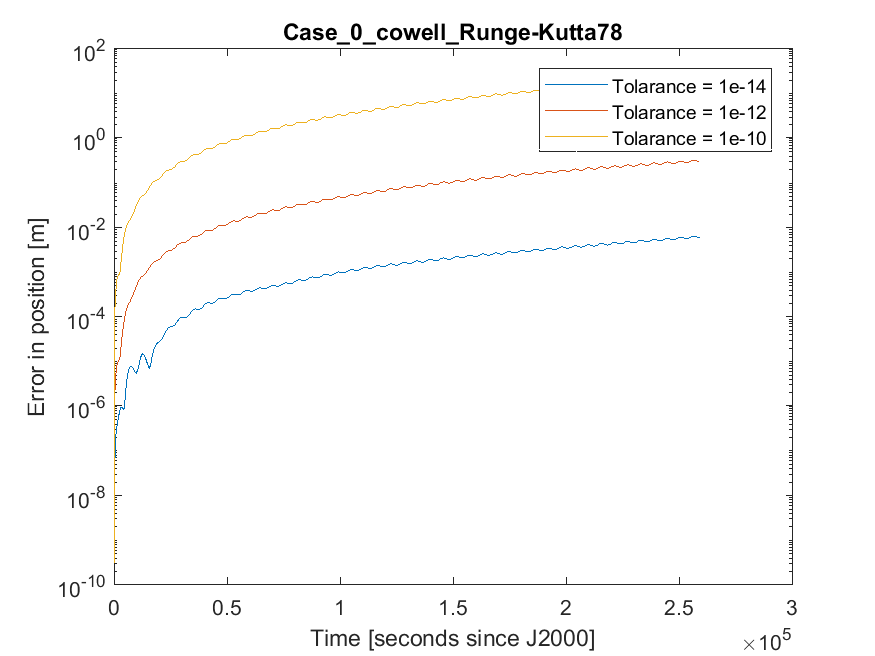 Case_0_cowell_Runge-Kutta78
10^2
10^0
10^-2
10^-4
10^-6
10^-8
10^-10
Error in position [m]
Tolarance = 1e-14
Tolarance = 1e-12
Tolarance = 1e-10
0 0.5 1 1.5 2 2.5 3
Time [seconds since J2000]
×10^5